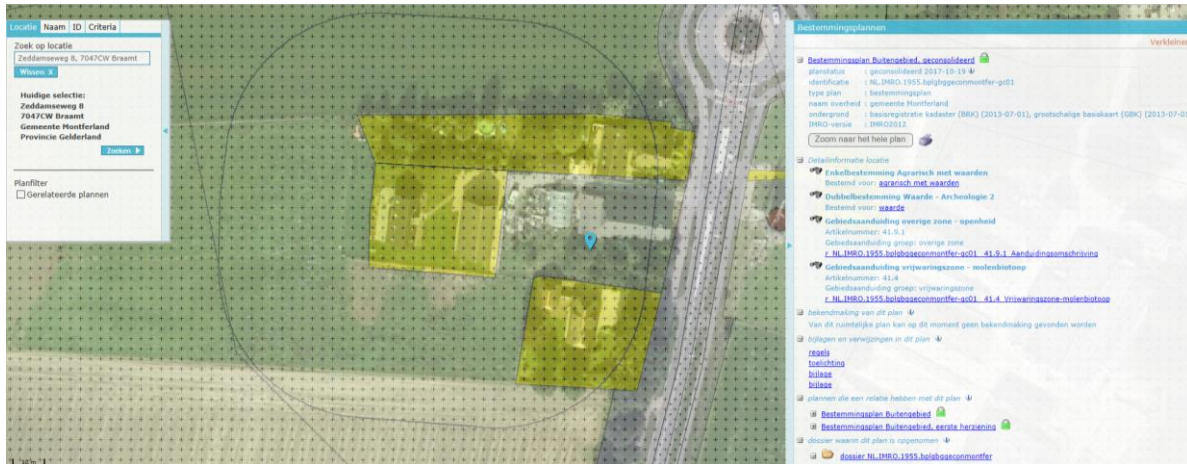 Locatie Naam ID Criteria
Zoek op locatie
Zeddamseweg 8, 7047CW Braamt
Wissen X
Huidige selectie:
Zeddamseweg 8
7047CW Braamt
Gemeente Montferland
Provincie Gelderland
Zoeken
Planfilter
Gerelateerde plannen
Bestemmingsplannen
Verkleinen
Bestemmingsplan Buitengebied, geconsolideerd
planstatus : geconsolideerd 2017-10-19
identificatie : NL.IMRO.1955.bplgbggeconmontfer-gc01
type plan : bestemmingsplan
naam overheid : gemeente Montferland
ondergrond : basisregistratie kadaster (BRK) (2013-07-01), grootschalige basiskaart (GBK) (2013-07-01)
IMRO-versie : IMRO2012
Zoom naar het hele plan
Detailinformatie locatie
Enkelbestemming Agrarisch met waarden
Bestemd voor: agrarisch met waarden
Dubbelbestemming Waarde - Archeologie 2
Bestemd voor: waarde
Gebiedsaanduiding overige zone - openheid
Artikelnummer: 41.9.1
Gebiedsaanduiding groep: overige zone
r_NL.IMRO.1955.bplgbggeconmontfer-gc01_41.9.1_Aanduidingsomschrijving
Gebiedsaanduiding vrijwaringszone - molenbiotoop
Artikelnummer: 41.4
Gebiedsaanduiding groep: vrijwaringszone
r_NL.IMRO.1955.bplgbggeconmontfer-gc01_41.4_Vrijwaringszone-molenbiotoop
bekendmaking van dit plan
Van dit ruimtelijke plan kan op dit moment geen bekendmaking gevonden worden
bijlagen en verwijzingen in dit plan
regels
toelichting
bijlage
bijlage
plannen die een relatie hebben met dit plan
Bestemmingsplan Buitengebied
Bestemmingsplan Buitengebied, eerste herziening
dossier waarin dit plan is opgenomen
dossier NL.IMRO.1955.bplgbggeconmontfer